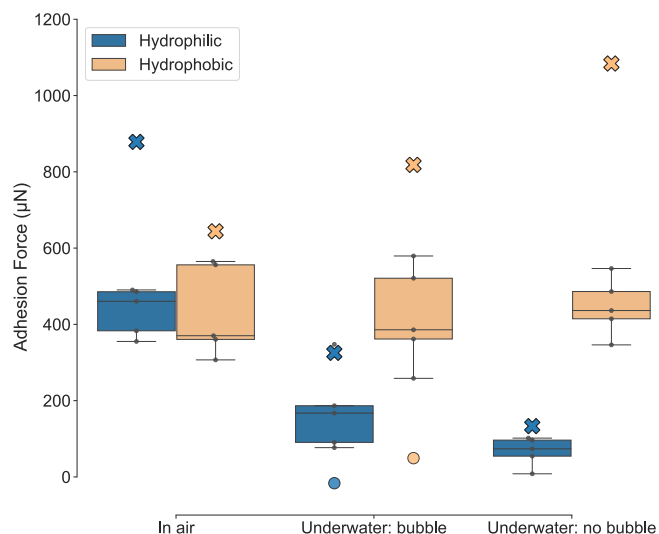 1200
1000
800
600
400
200
0
Adhesion Force (µN)
Hydrophilic
Hydrophobic
In air
Underwater: bubble
Underwater: no bubble